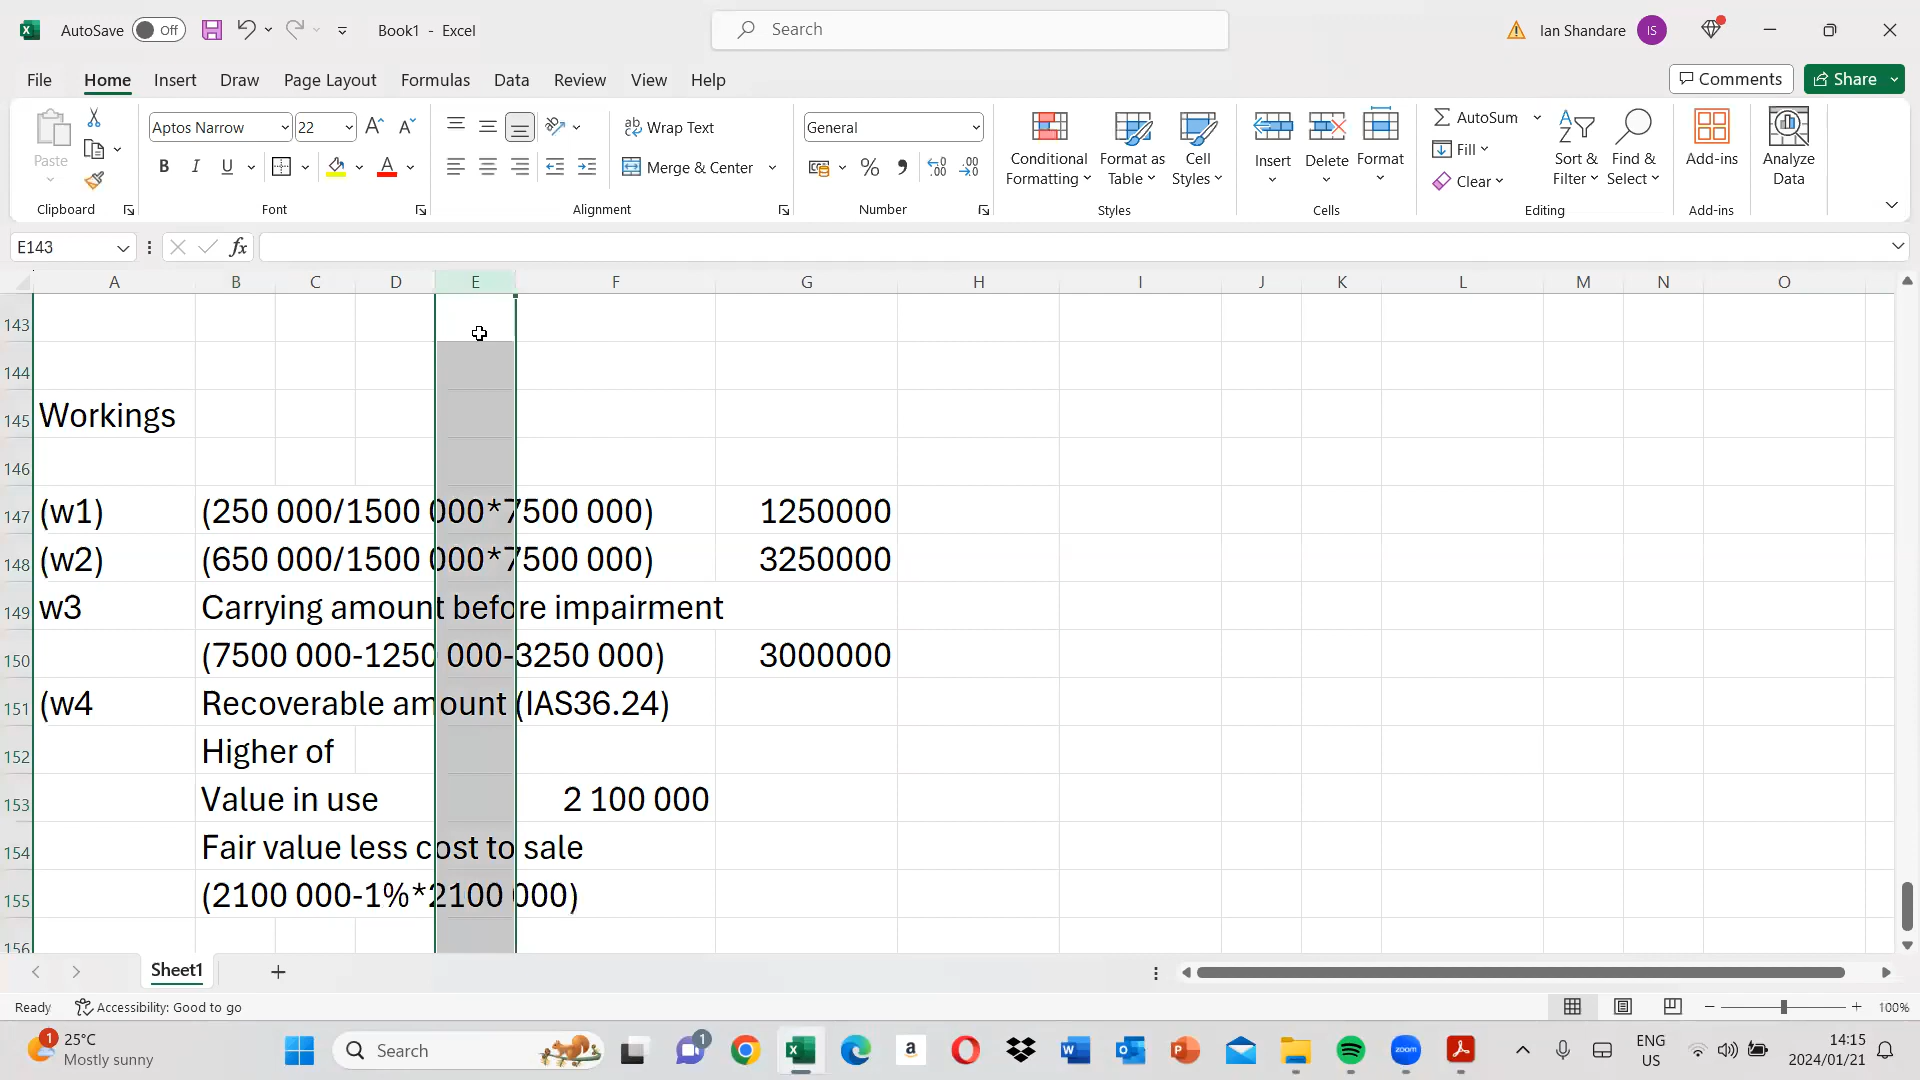 AutoSave Off Book1 - Excel Search Ian Shandare IS
File Home Insert Draw Page Layout Formulas Data Review View Help Comments Share
Paste Aptos Narrow 22 Wrap Text General Conditional Formatting Format as Table Cell Styles Insert Delete Format AutoSum Sort & Filter Find & Select Add-ins Analyze Data
B I U Merge & Center % Fill
Clear
Clipboard Font Alignment Number Styles Cells Editing Add-ins
E143 fx
A B C D E F G H I J K L M N O
143
144
145 Workings
146
147 (w1) (250 000/1500 000*7500 000) 1250000
148 (w2) (650 000/1500 000*7500 000) 3250000
149 w3 Carrying amount before impairment
150 (7500 000-1250 000-3250 000) 3000000
151 (w4 Recoverable amount (IAS36.24)
152 Higher of
153 Value in use 2 100 000
154 Fair value less cost to sale
155 (2100 000-1%*2100 000)
156
Sheet1
Ready Accessibility: Good to go 100%
1 25°C Search 1 a zoom ENG 14:15
Mostly sunny US 2024/01/21